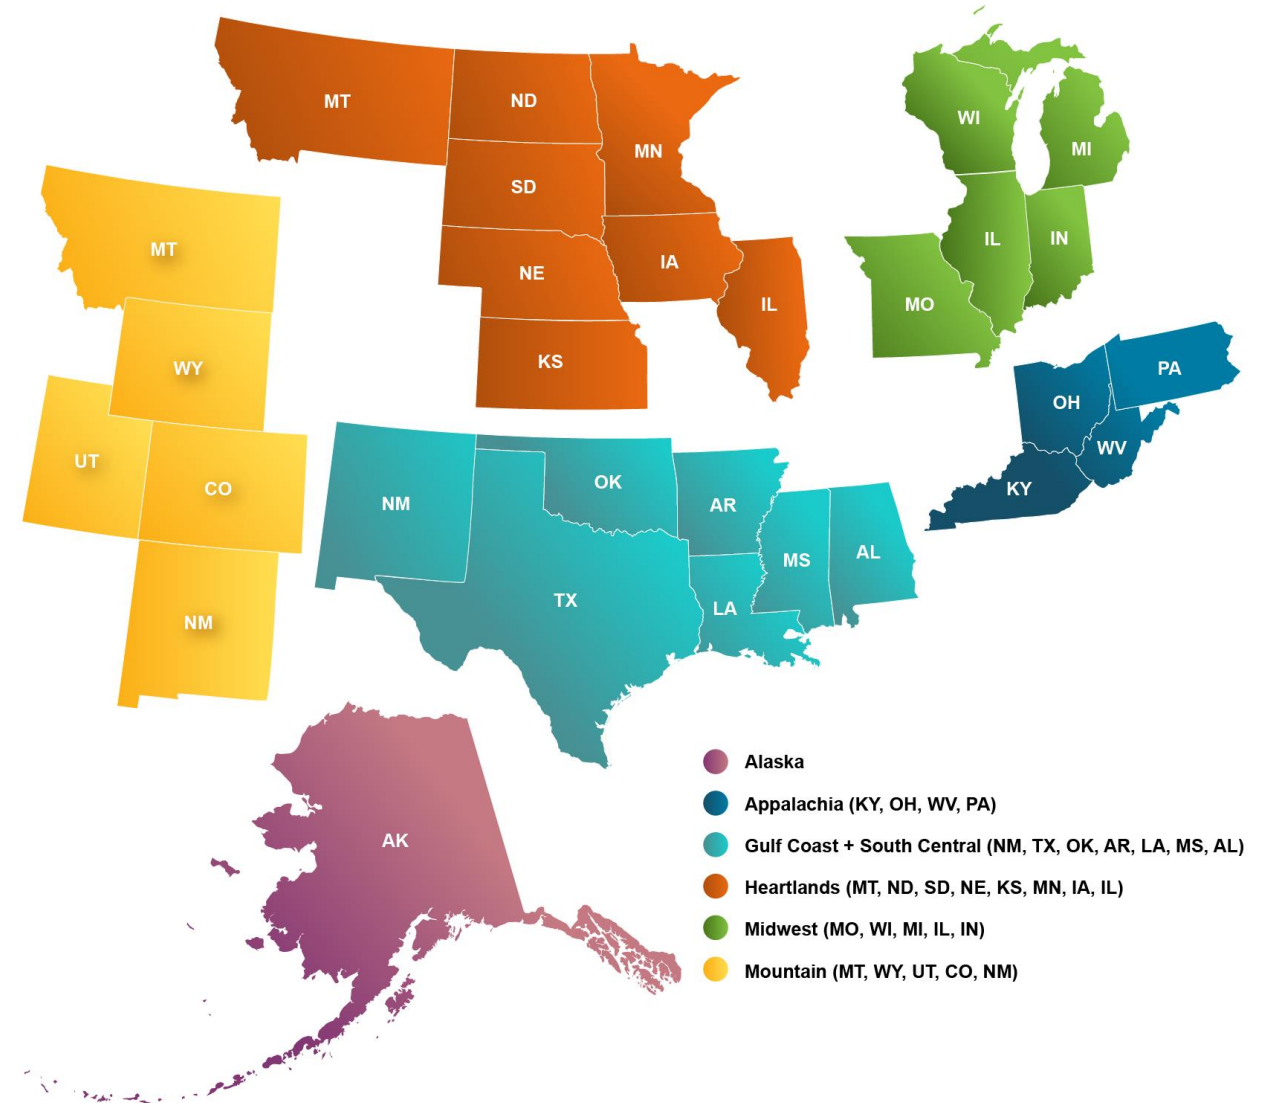 MT
ND
MN
SD
NE
IA
IL
KS
WI
MI
IL
IN
MO
MT
WY
UT
CO
NM
OH
PA
WV
KY
NM
OK
AR
TX
LA
MS
AL
AK
Alaska
Appalachia (KY, OH, WV, PA)
Gulf Coast + South Central (NM, TX, OK, AR, LA, MS, AL)
Heartlands (MT, ND, SD, NE, KS, MN, IA, IL)
Midwest (MO, WI, MI, IL, IN)
Mountain (MT, WY, UT, CO, NM)